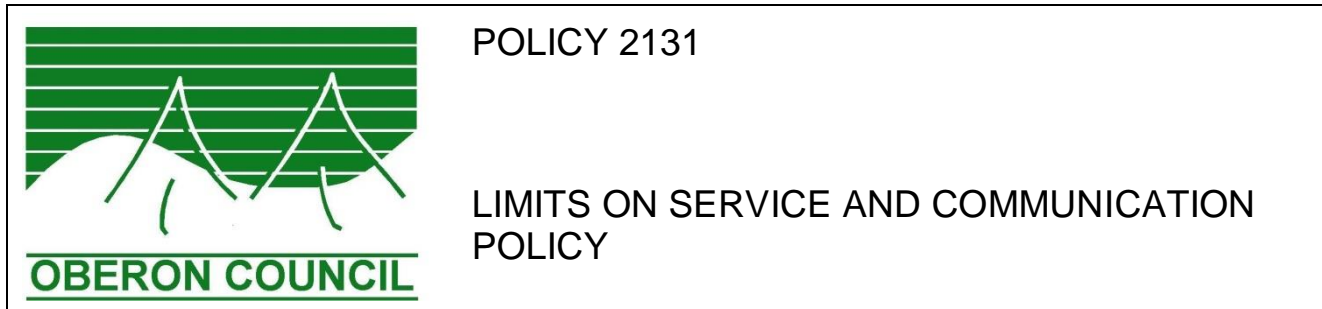 POLICY 2131
LIMITS ON SERVICE AND COMMUNICATION
POLICY
OBERON COUNCIL